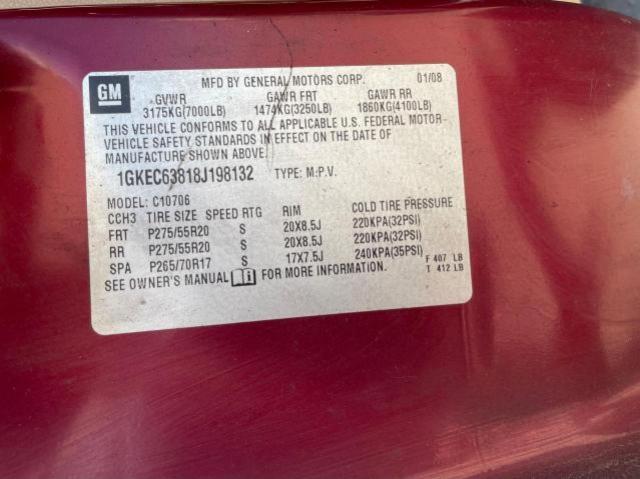 GM MFD BY GENERAL MOTORS CORP. 01/08
GVWR GAWR FRT GAWR RR
3175KG(7000LB) 1474KG(3250LB) 1860KG(4100LB)
THIS VEHICLE CONFORMS TO ALL APPLICABLE U.S. FEDERAL MOTOR-
VEHICLE SAFETY STANDARDS IN EFFECT ON THE DATE OF
MANUFACTURE SHOWN ABOVE.
1GKEC63818J198132 TYPE: M.P.V.
MODEL: C10706
CCH3 TIRE SIZE SPEED RTG RIM COLD TIRE PRESSURE
FRT P275/55R20 S 20X8.5J 220KPA(32PSI)
RR P275/55R20 S 20X8.5J 220KPA(32PSI)
SPA P265/70R17 S 17X7.5J 240KPA(35PSI) F 407 LB
SEE OWNER'S MANUAL FOR MORE INFORMATION. T 412 LB